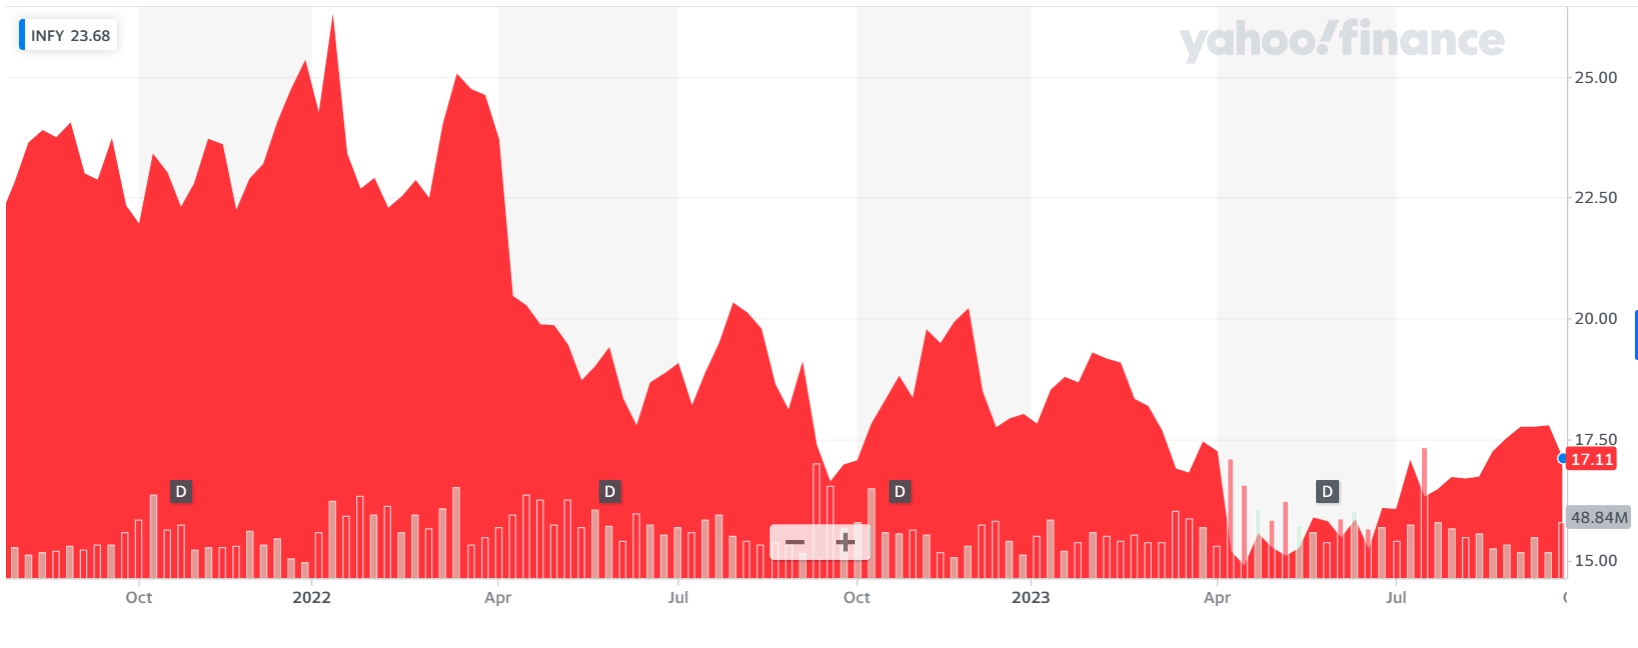 INFY 23.68
yahoo!finance
25.00
22.50
20.00
17.50
17.11
D
D
D
D
48.84M
− +
15.00
Oct 2022 Apr Jul Oct 2023 Apr Jul